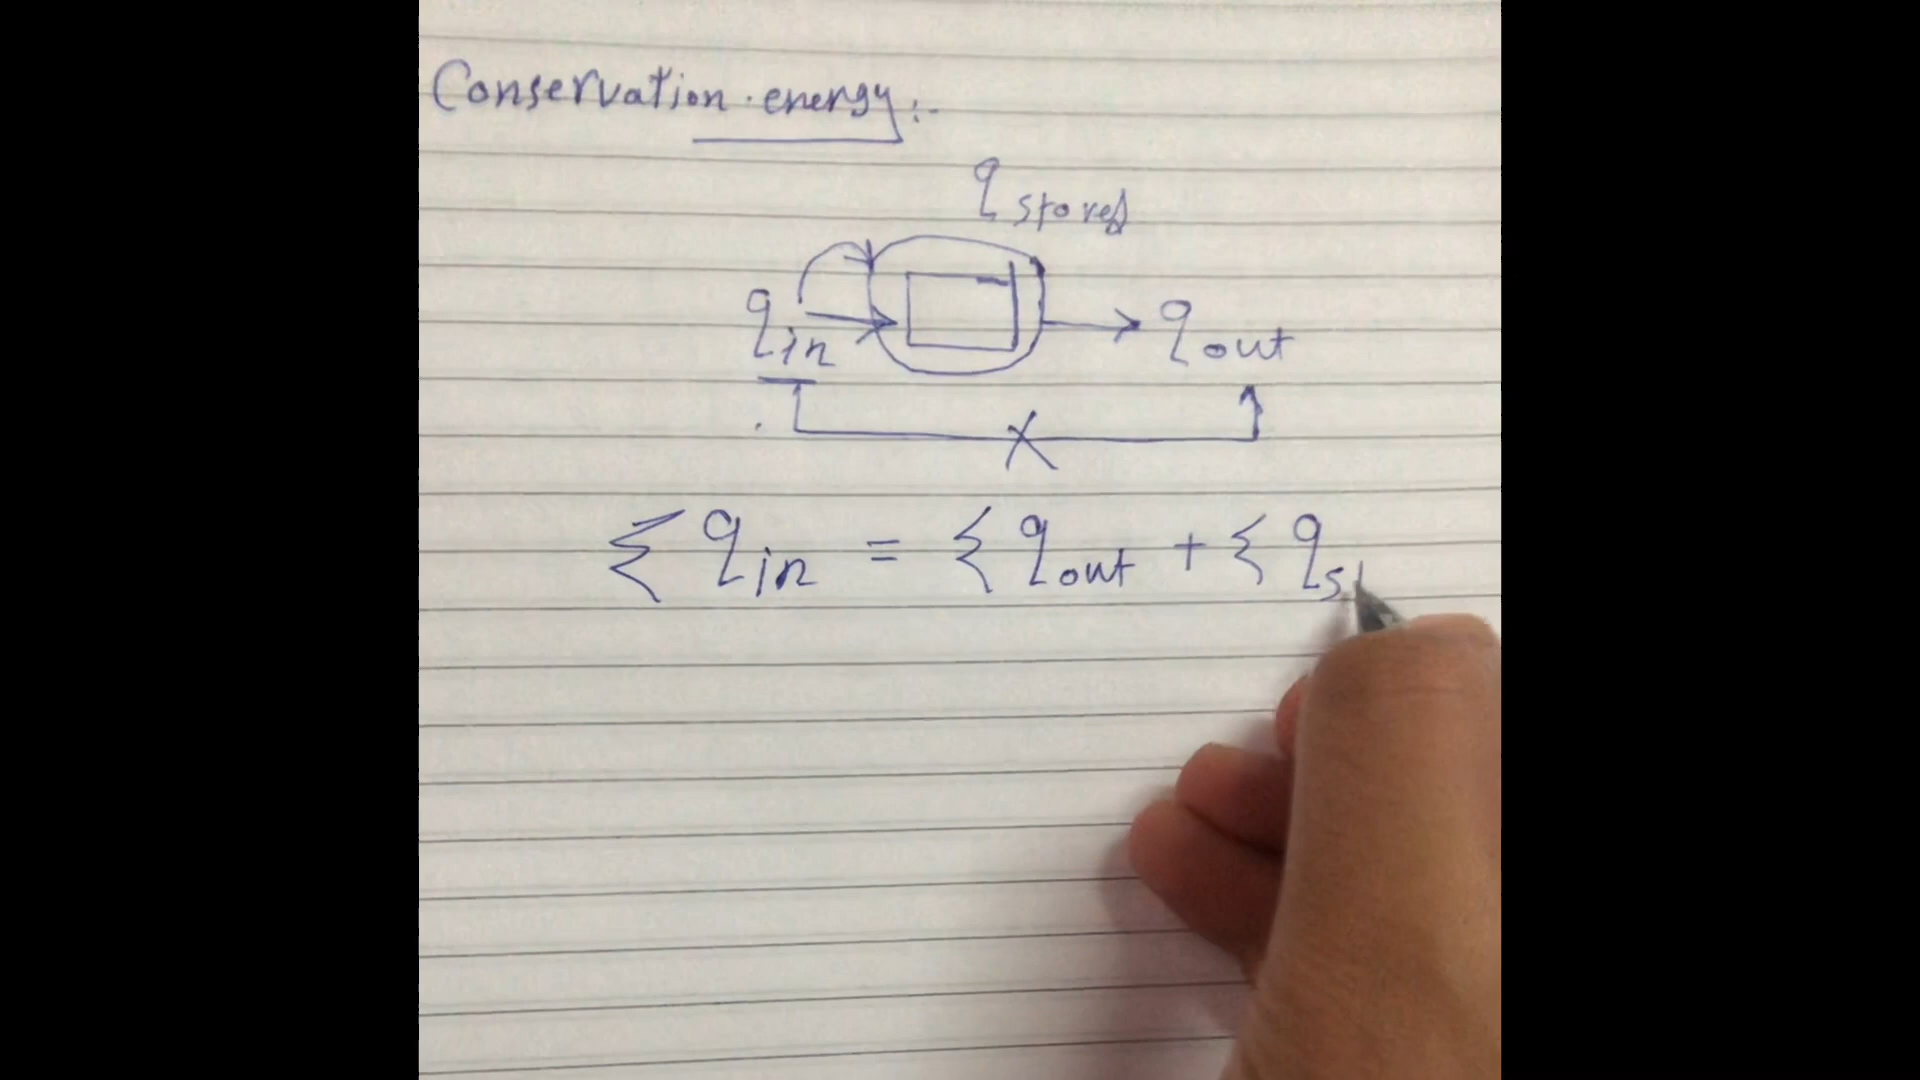 Conservation energy :-
q stored
q in
q out
X
Σ q in = Σ q out + Σ q s